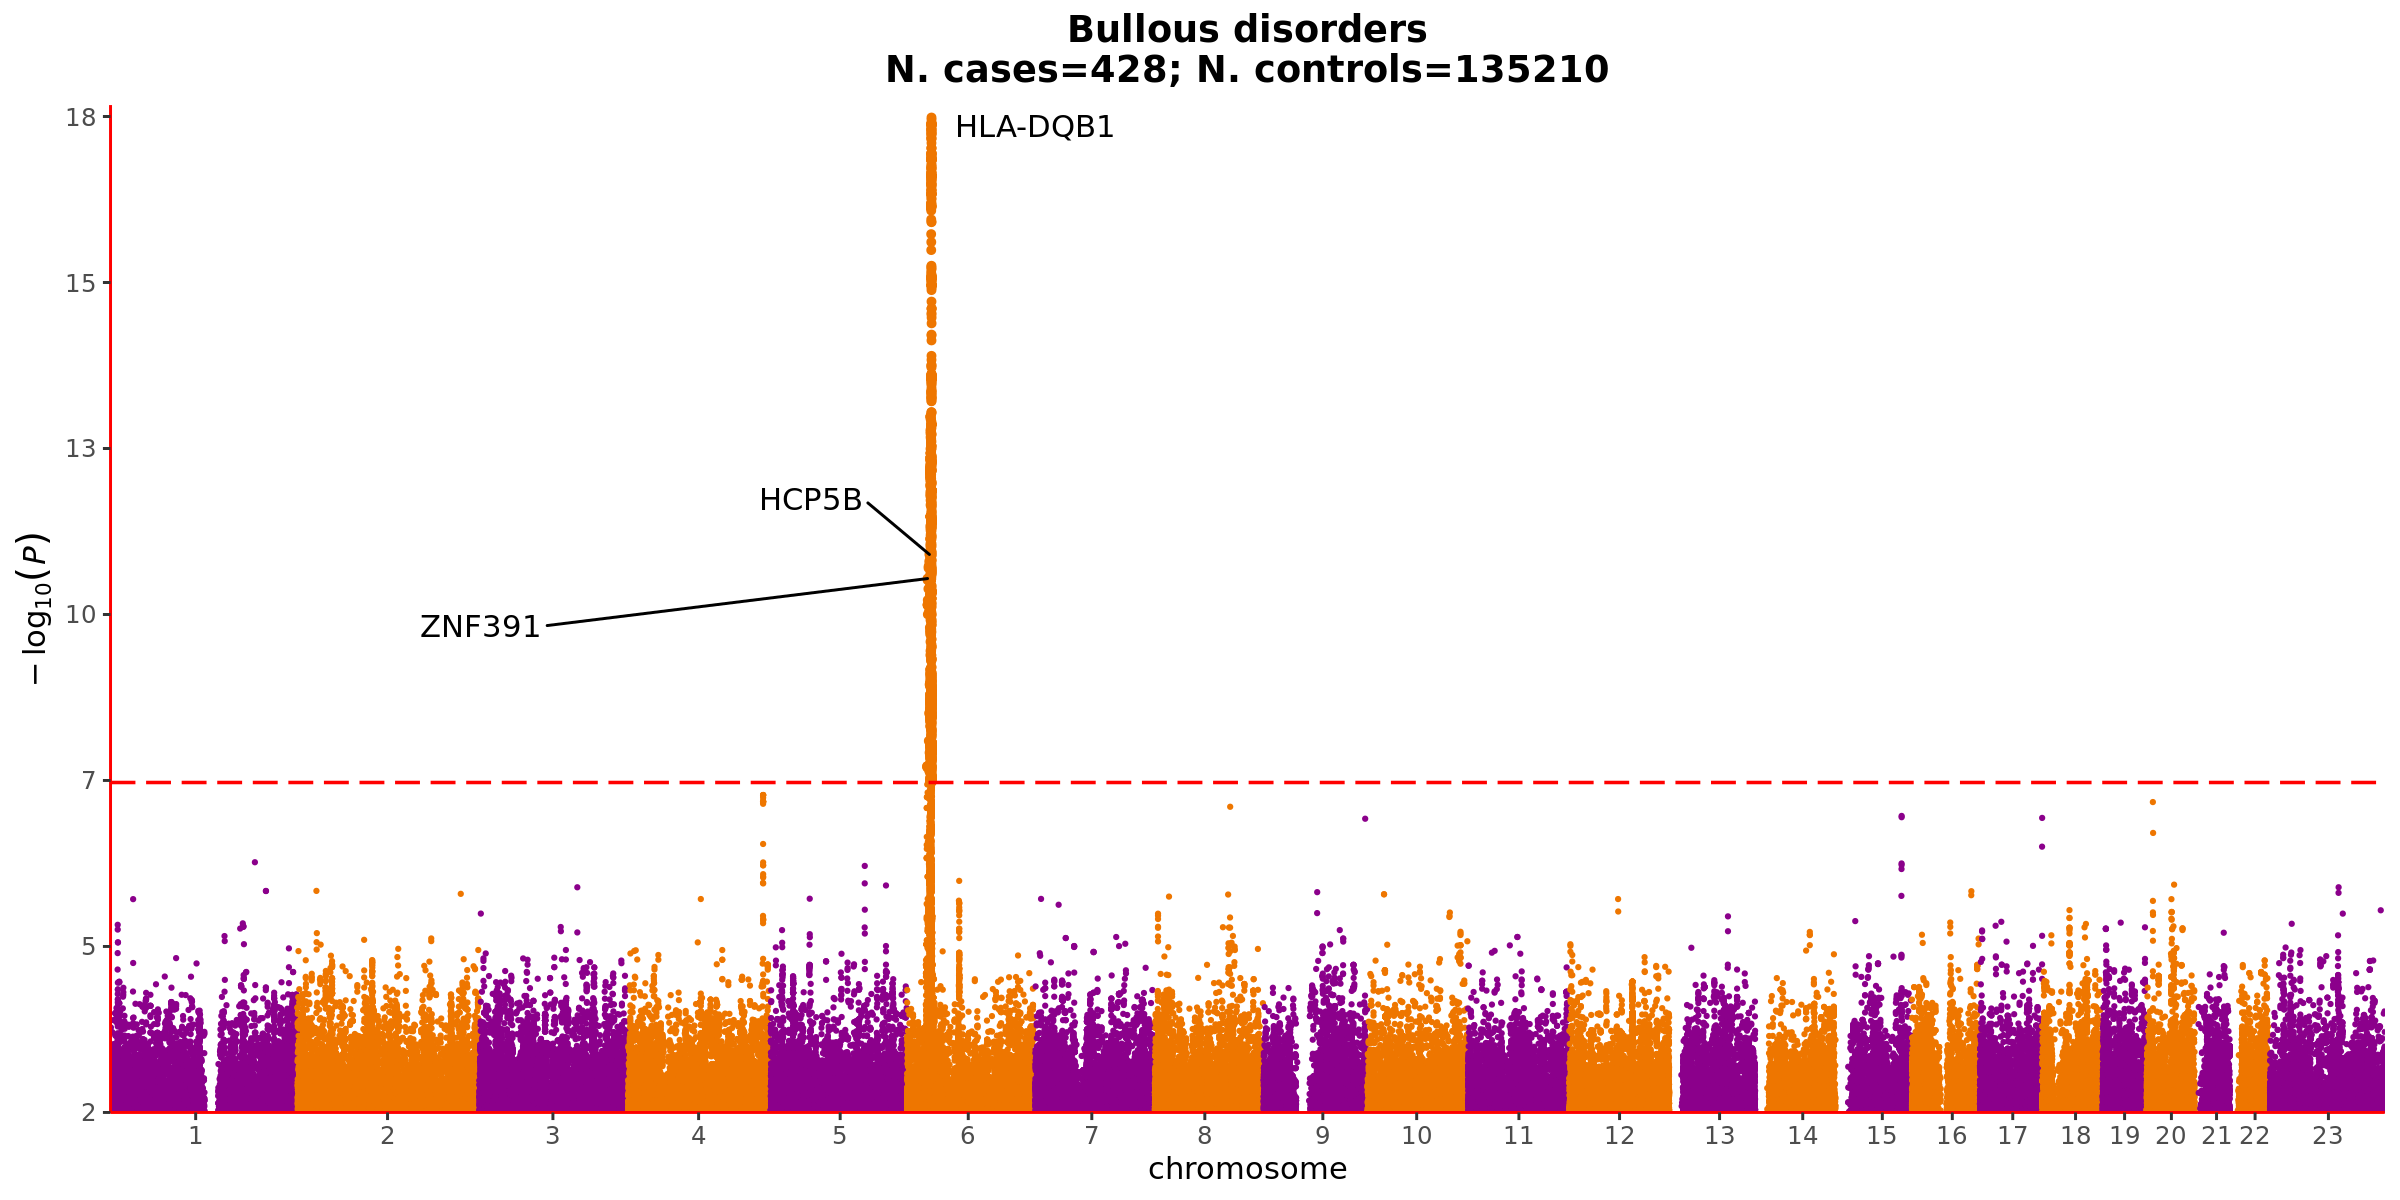 Bullous disorders
N. cases=428; N. controls=135210
18
HLA-DQB1
15
13
HCP5B
10
ZNF391
7
5
2
− log10(P)
1 2 3 4 5 6 7 8 9 10 11 12 13 14 15 16 17 18 19 20 21 22 23
chromosome